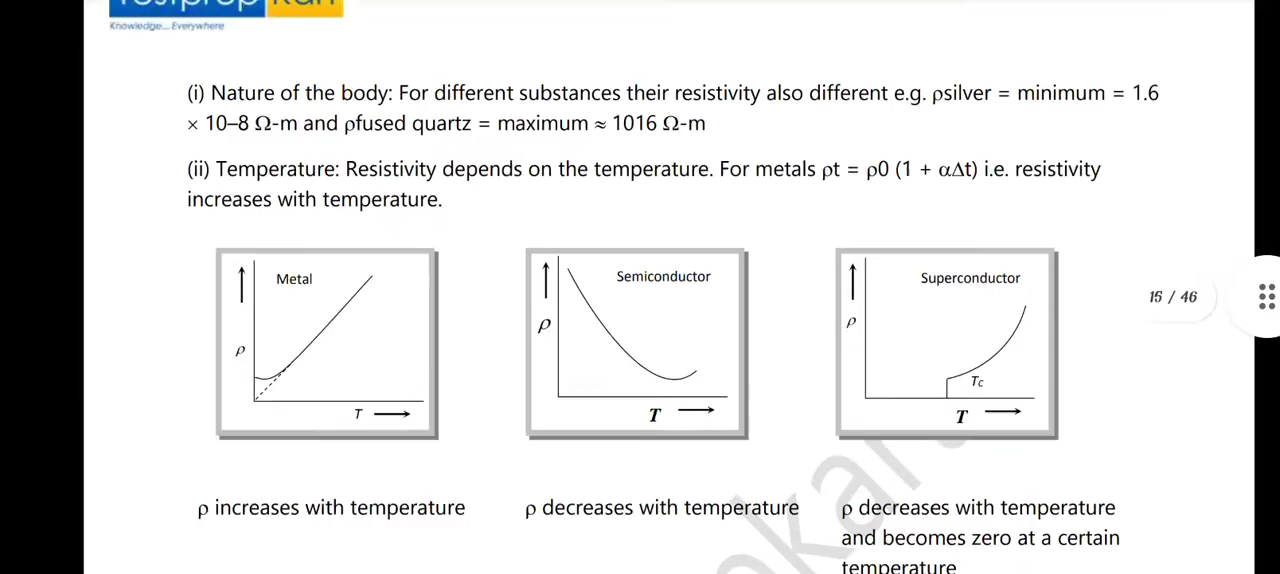 Knowledge... Everywhere
(i) Nature of the body: For different substances their resistivity also different e.g. ρsilver = minimum = 1.6
× 10–8 Ω-m and ρfused quartz = maximum ≈ 1016 Ω-m
(ii) Temperature: Resistivity depends on the temperature. For metals ρt = ρ0 (1 + αΔt) i.e. resistivity
increases with temperature.
Metal
ρ
T
Semiconductor
ρ
T
Superconductor
ρ
Tc
T
15 / 46
ρ increases with temperature
ρ decreases with temperature
ρ decreases with temperature
and becomes zero at a certain
temperature